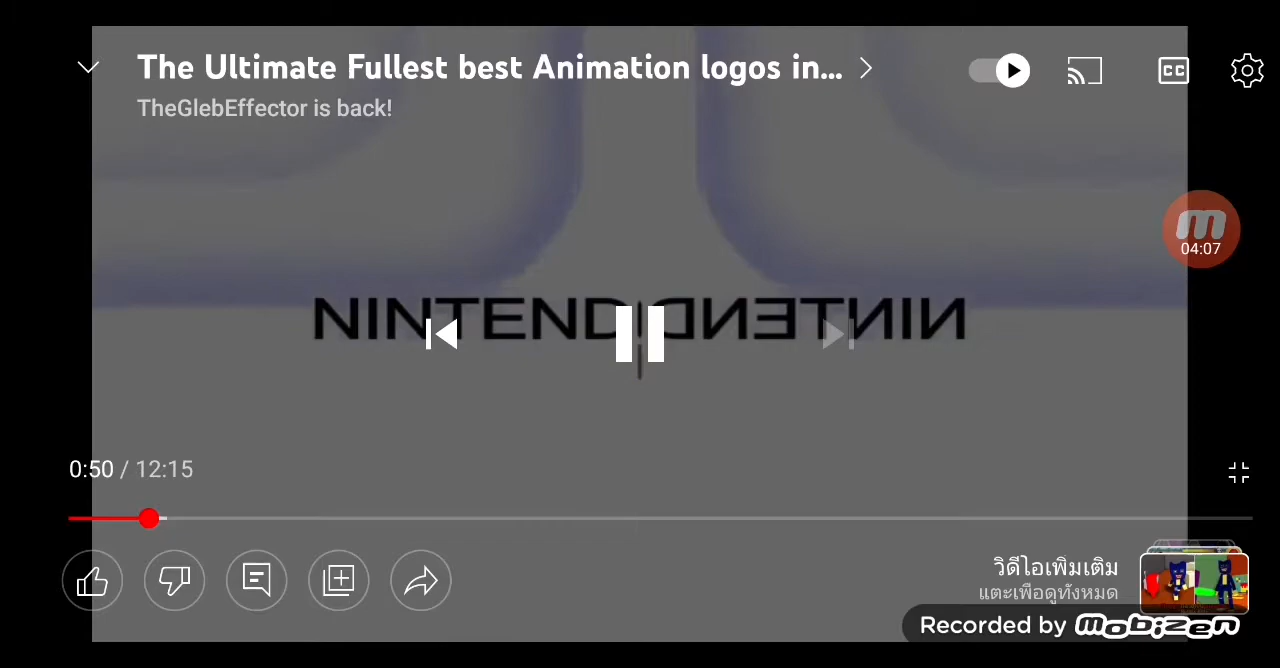 The Ultimate Fullest best Animation logos in...
TheGlebEffector is back!
CC
04:07
NINTENDO
0:50 / 12:15
วิดีโอเพิ่มเติม
แตะเพื่อดูทั้งหมด
Recorded by mobizen